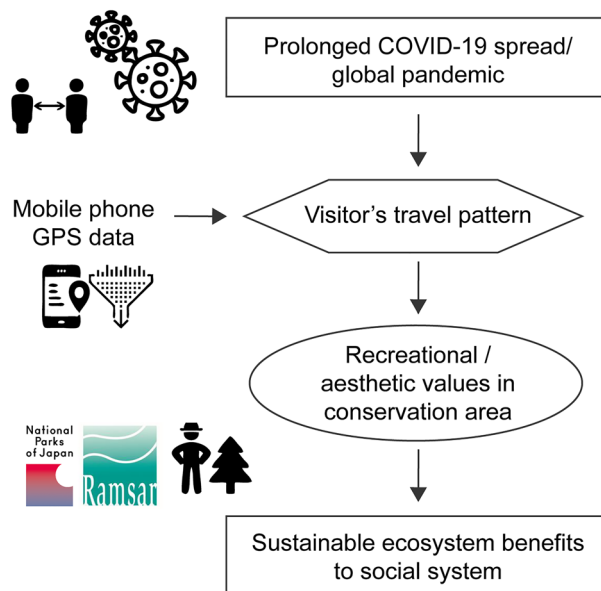 Prolonged COVID-19 spread/
global pandemic
Mobile phone
GPS data
Visitor's travel pattern
Recreational /
aesthetic values in
conservation area
National
Parks
of Japan
Ramsar
Sustainable ecosystem benefits
to social system